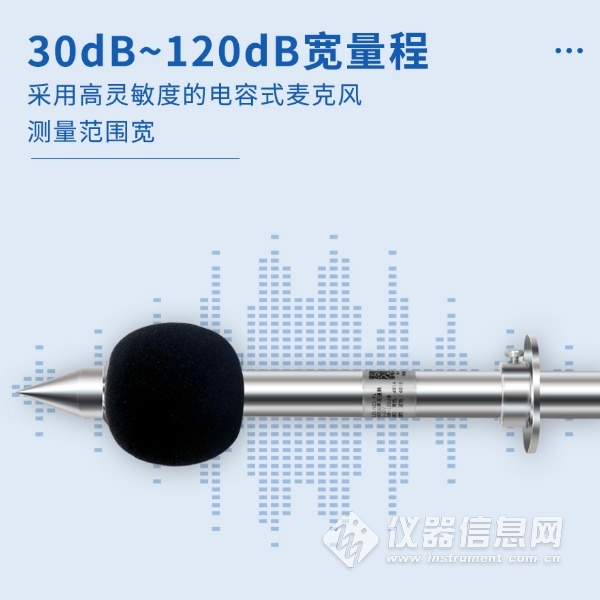 30dB~120dB宽量程
采用高灵敏度的电容式麦克风
测量范围宽
仪器信息网
www.instrument.com.cn